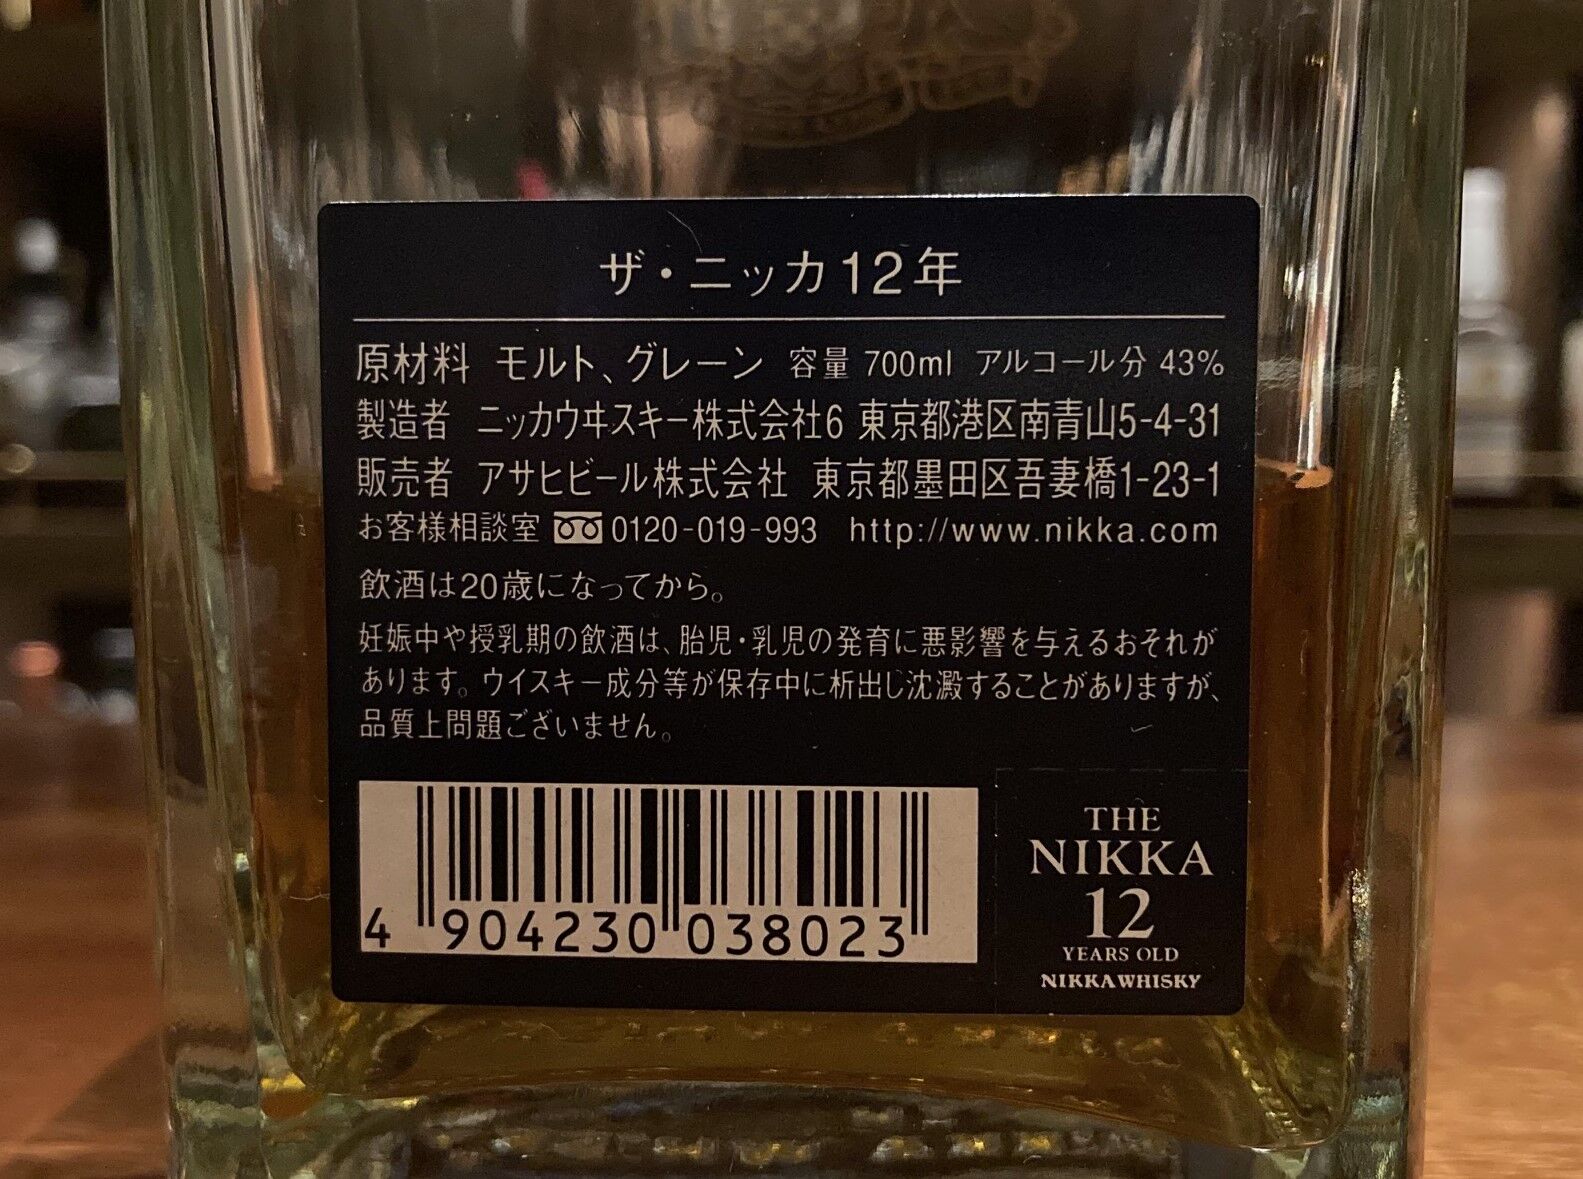 ザ・ニッカ12年
原材料 モルト、グレーン 容量 700ml アルコール分 43%
製造者 ニッカウヰスキー株式会社6 東京都港区南青山5-4-31
販売者 アサヒビール株式会社 東京都墨田区吾妻橋1-23-1
お客様相談室 0120-019-993 http://www.nikka.com
飲酒は20歳になってから。
妊娠中や授乳期の飲酒は、胎児・乳児の発育に悪影響を与えるおそれが
あります。ウイスキー成分等が保存中に析出し沈澱することがありますが、
品質上問題ございません。
4 904230 038023
THE
NIKKA
12
YEARS OLD
NIKKA WHISKY